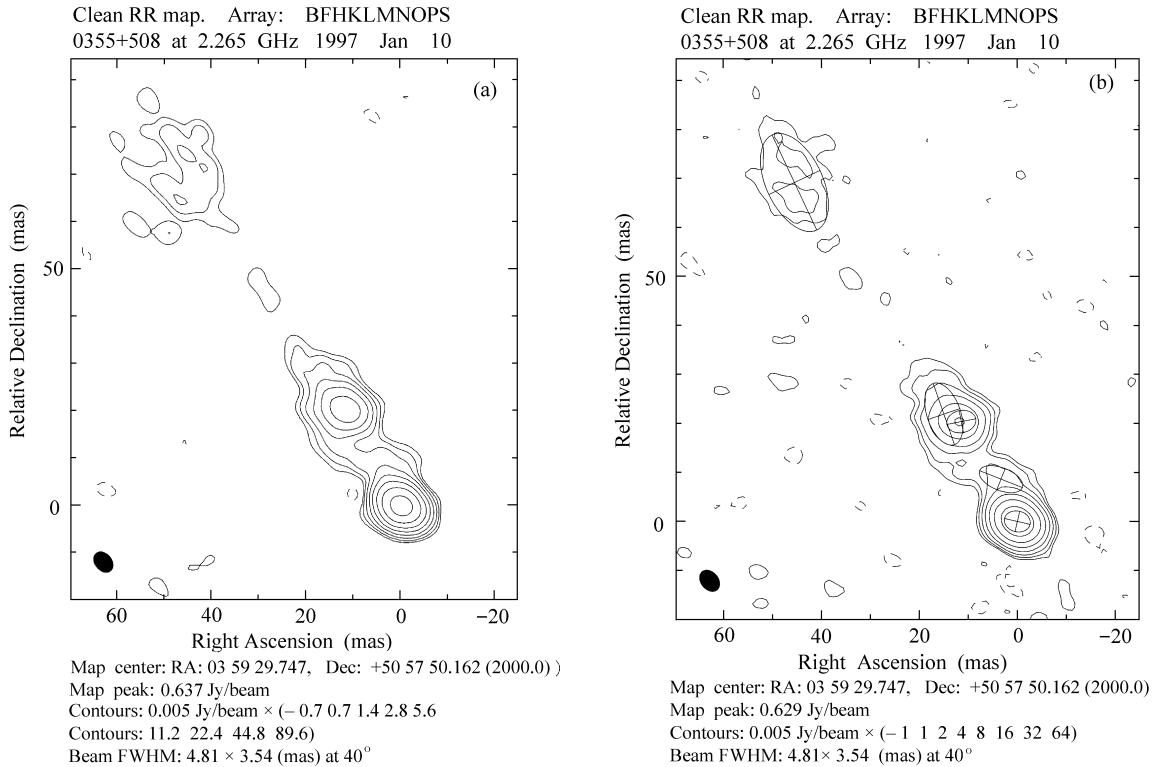 Clean RR map. Array: BFHKLMNOPS
0355+508 at 2.265 GHz 1997 Jan 10
(a)
Relative Declination (mas)
50
0
60 40 20 0 −20
Right Ascension (mas)
Map center: RA: 03 59 29.747, Dec: +50 57 50.162 (2000.0) )
Map peak: 0.637 Jy/beam
Contours: 0.005 Jy/beam × (− 0.7 0.7 1.4 2.8 5.6
Contours: 11.2 22.4 44.8 89.6)
Beam FWHM: 4.81 × 3.54 (mas) at 40°
Clean RR map. Array: BFHKLMNOPS
0355+508 at 2.265 GHz 1997 Jan 10
(b)
Relative Declination (mas)
50
0
60 40 20 0 −20
Right Ascension (mas)
Map center: RA: 03 59 29.747, Dec: +50 57 50.162 (2000.0)
Map peak: 0.629 Jy/beam
Contours: 0.005 Jy/beam × (− 1 1 2 4 8 16 32 64)
Beam FWHM: 4.81× 3.54 (mas) at 40°